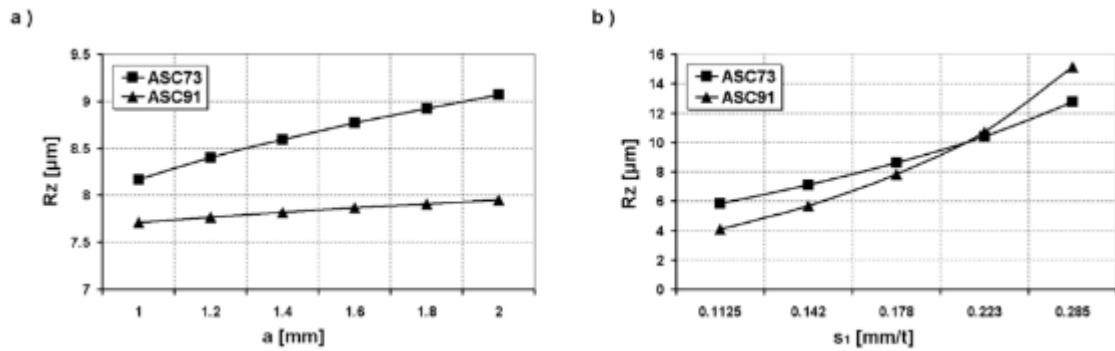 a )
b )
9.5
9
8.5
8
7.5
7
Rz [µm]
ASC73
ASC91
1 1.2 1.4 1.6 1.8 2
a [mm]
16
14
12
10
8
6
4
2
0
Rz [µm]
ASC73
ASC91
0.1125 0.142 0.178 0.223 0.285
s₁ [mm/t]